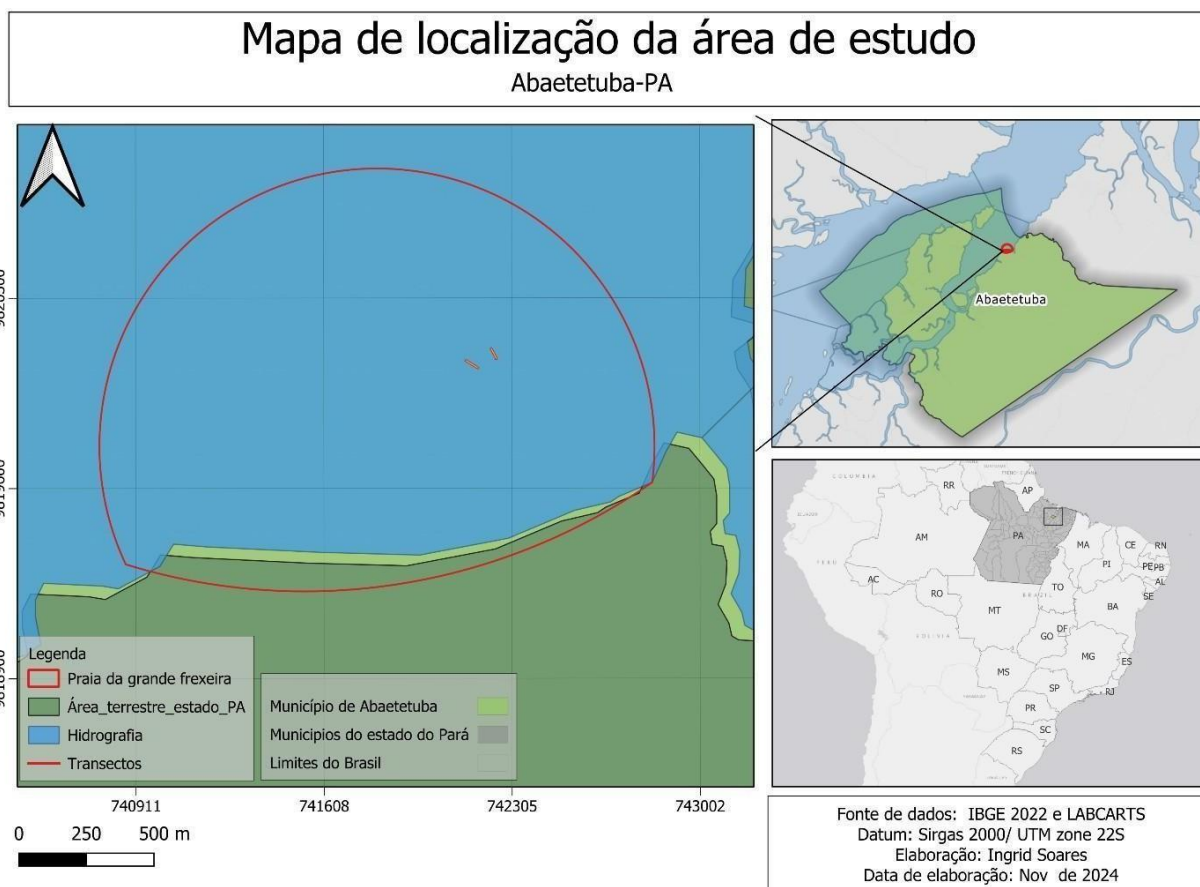 Mapa de localização da área de estudo
Abaetetuba-PA
Abaetetuba
COLOMBIA
RR
AP
AM
PA
MA
CE
RN
PI
PE
PB
AL
SE
AC
RO
TO
BRAZIL
BA
MT
BOLIVIA
GO
DF
MG
ES
MS
SP
RJ
PR
SC
RS
Legenda
Praia da grande frexeira
Área_terrestre_estado_PA
Hidrografia
Transectos
Município de Abaetetuba
Municipios do estado do Pará
Limites do Brasil
740911
741608
742305
743002
0 250 500 m
Fonte de dados: IBGE 2022 e LABCARTS
Datum: Sirgas 2000/ UTM zone 22S
Elaboração: Ingrid Soares
Data de elaboração: Nov de 2024